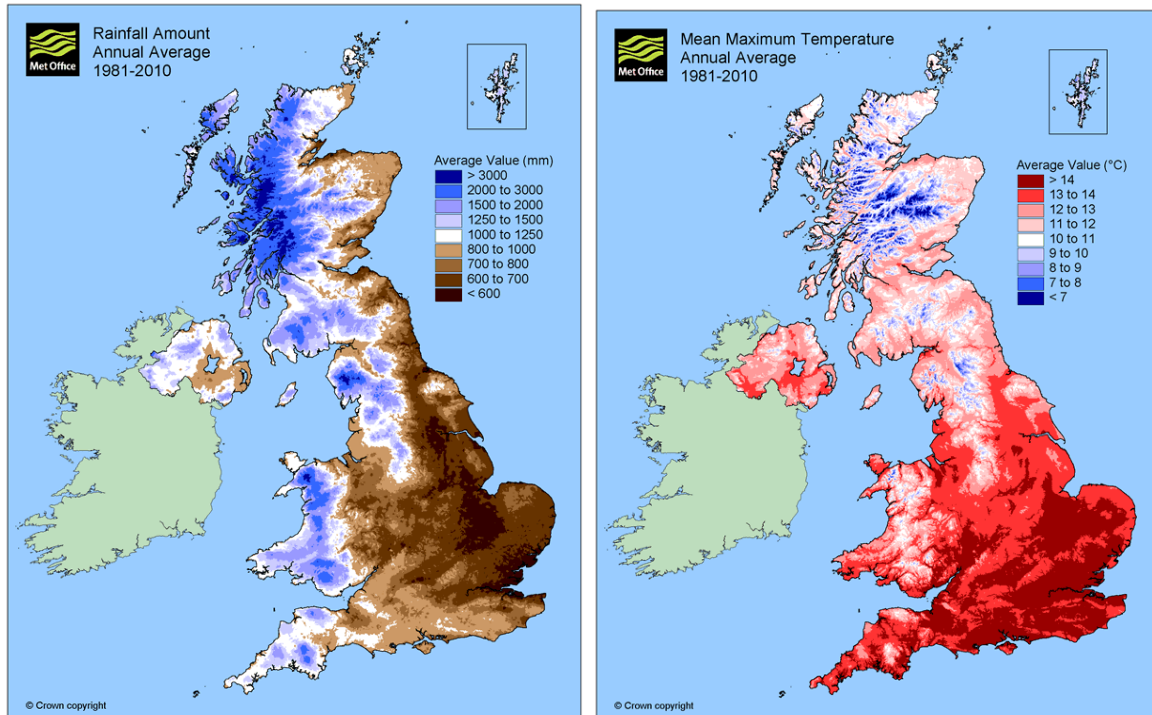 Met Office
Rainfall Amount
Annual Average
1981-2010
Average Value (mm)
> 3000
2000 to 3000
1500 to 2000
1250 to 1500
1000 to 1250
800 to 1000
700 to 800
600 to 700
< 600
© Crown copyright
Met Office
Mean Maximum Temperature
Annual Average
1981-2010
Average Value (°C)
> 14
13 to 14
12 to 13
11 to 12
10 to 11
9 to 10
8 to 9
7 to 8
< 7
© Crown copyright